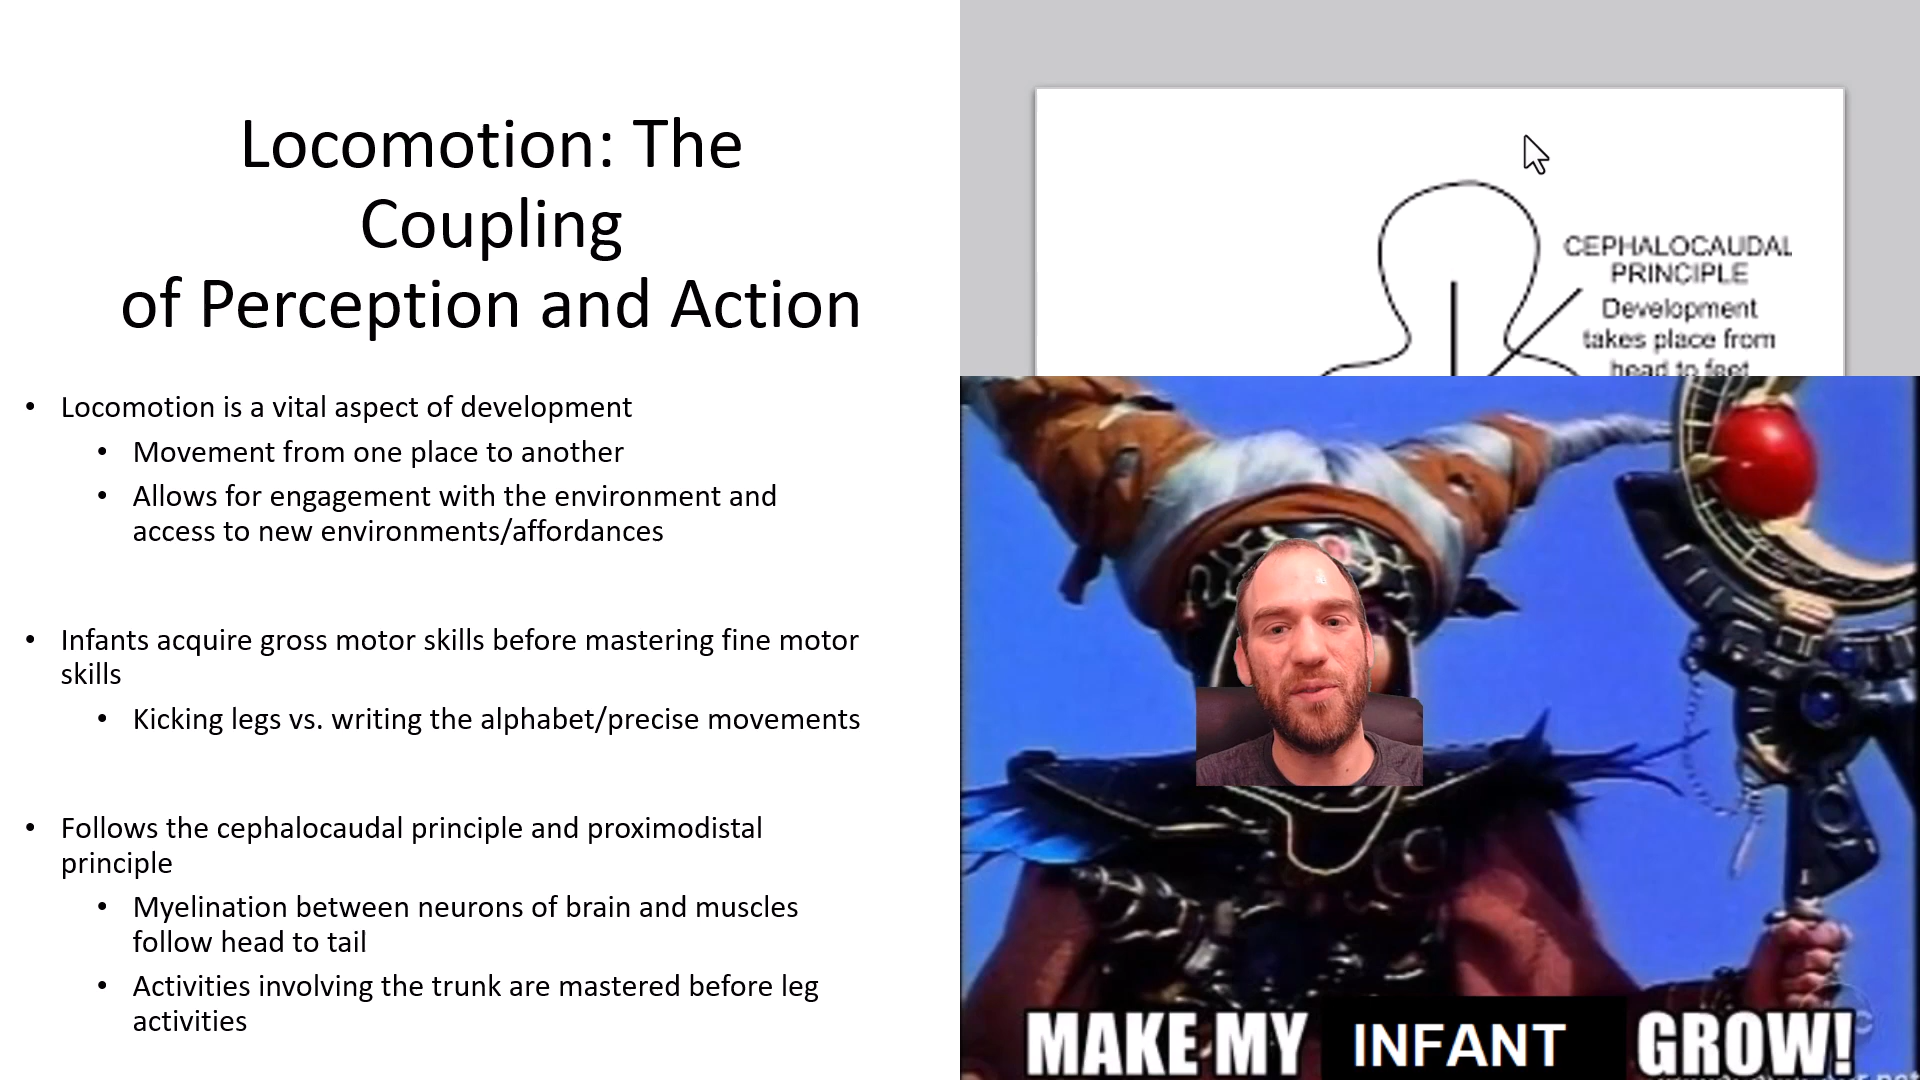 Locomotion: The
Coupling
of Perception and Action
• Locomotion is a vital aspect of development
• Movement from one place to another
• Allows for engagement with the environment and
access to new environments/affordances
• Infants acquire gross motor skills before mastering fine motor
skills
• Kicking legs vs. writing the alphabet/precise movements
• Follows the cephalocaudal principle and proximodistal
principle
• Myelination between neurons of brain and muscles
follow head to tail
• Activities involving the trunk are mastered before leg
activities
CEPHALOCAUDAL
PRINCIPLE
Development
takes place from
head to feet
MAKE MY INFANT GROW!